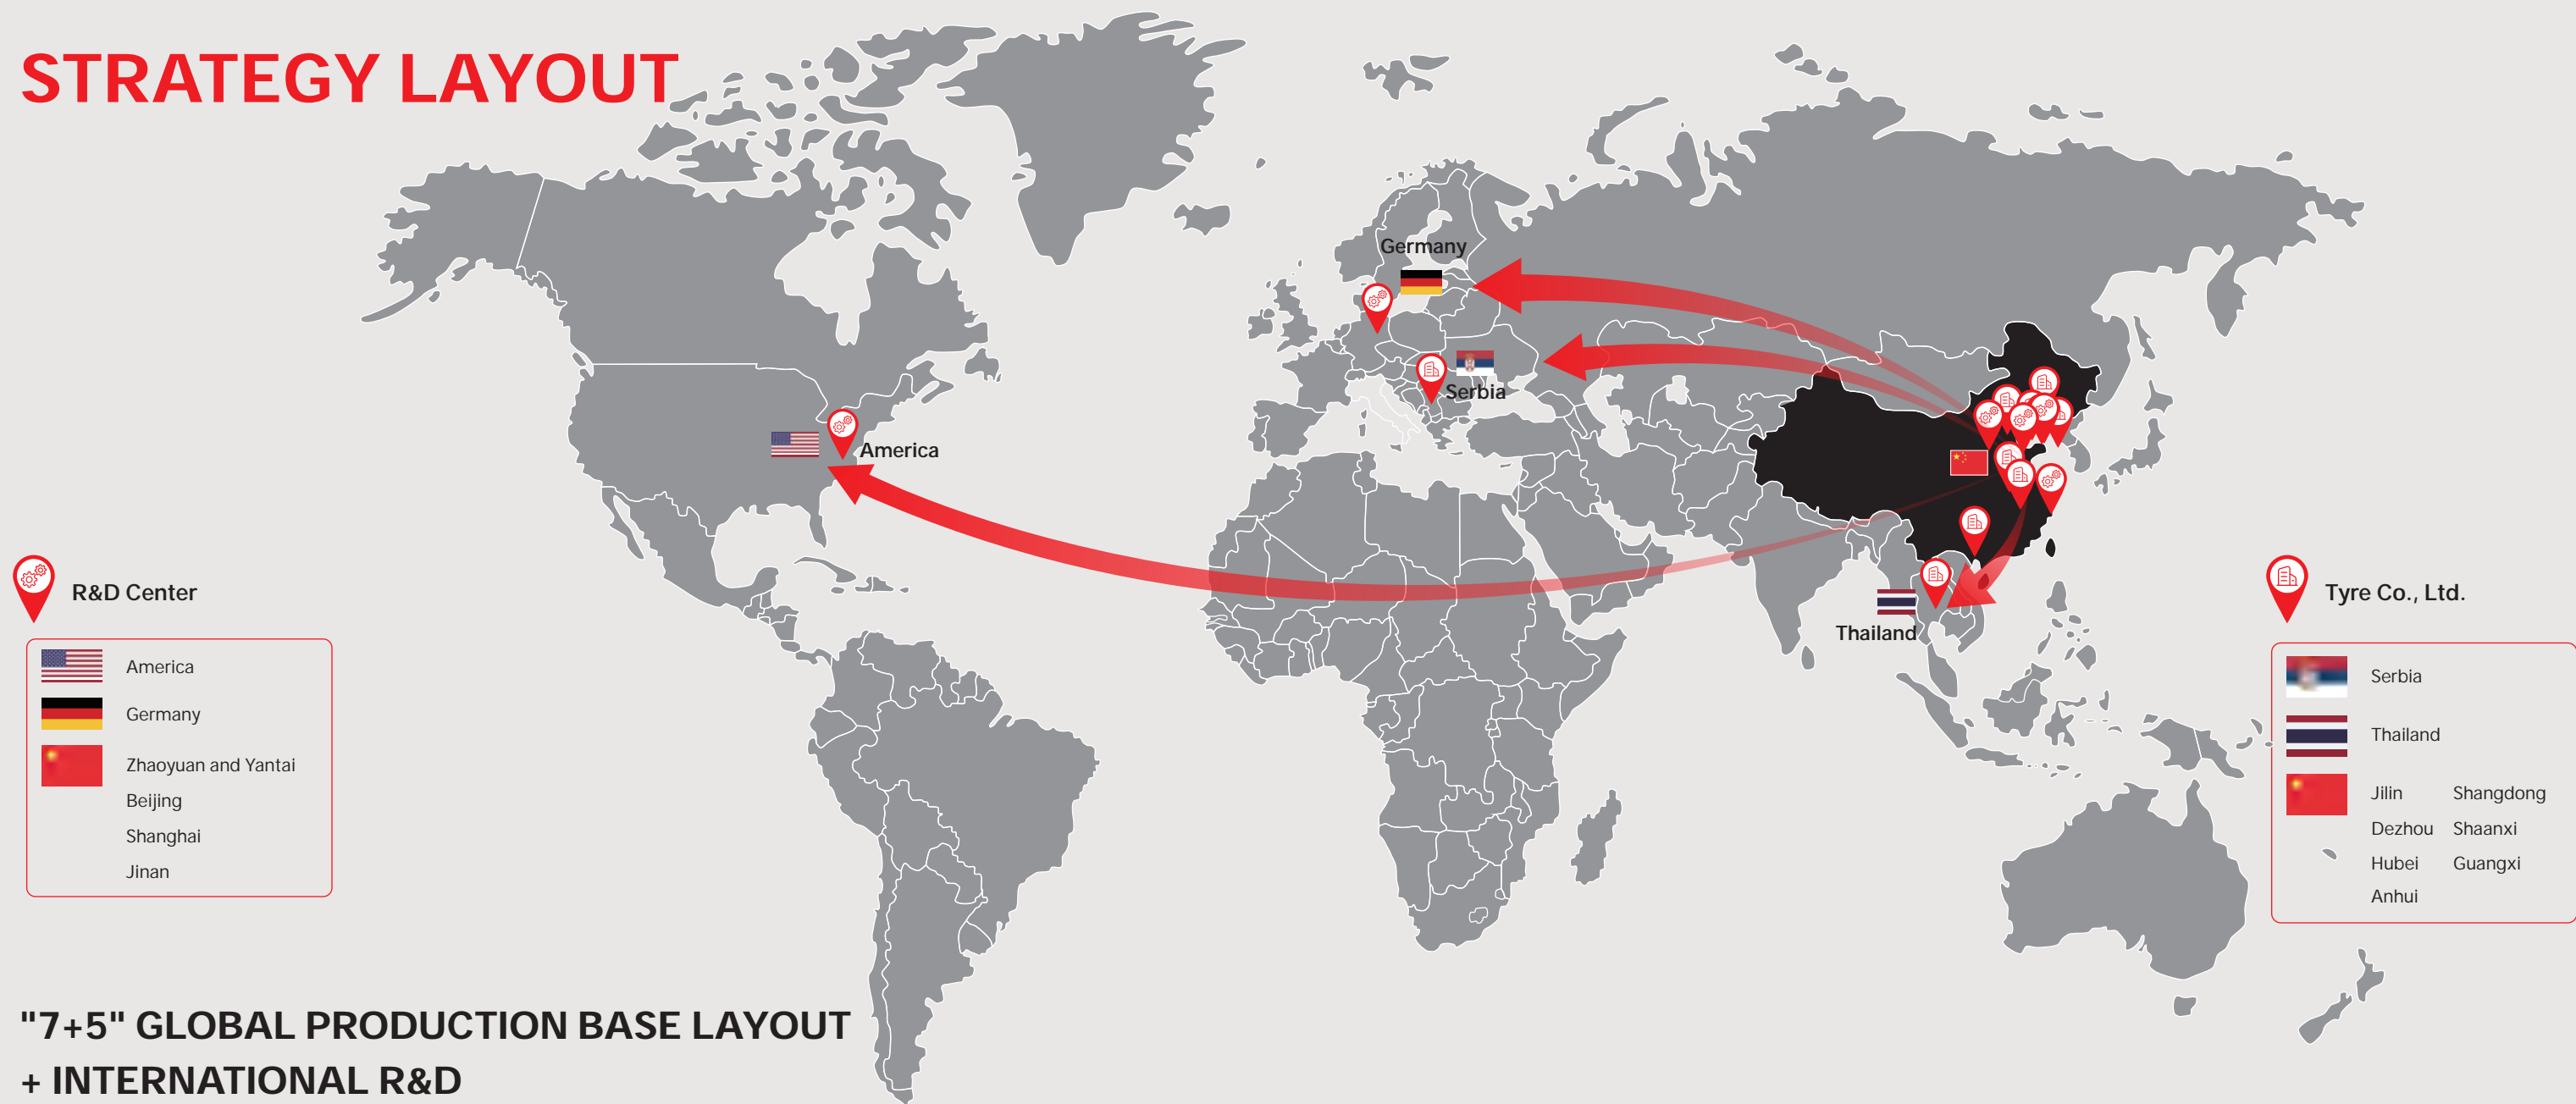 STRATEGY LAYOUT
Germany
Serbia
America
Thailand
R&D Center
America
Germany
Zhaoyuan and Yantai
Beijing
Shanghai
Jinan
Tyre Co., Ltd.
Serbia
Thailand
Jilin Shangdong
Dezhou Shaanxi
Hubei Guangxi
Anhui
"7+5" GLOBAL PRODUCTION BASE LAYOUT
+ INTERNATIONAL R&D